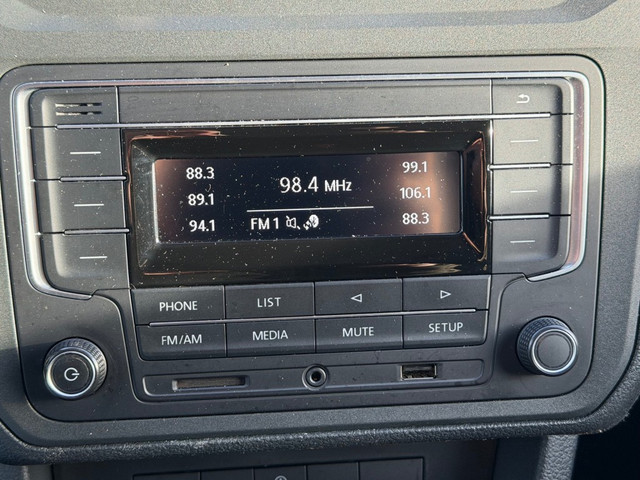 88.3
89.1
94.1
98.4 MHz
FM 1
99.1
106.1
88.3
PHONE
LIST
FM/AM
MEDIA
MUTE
SETUP